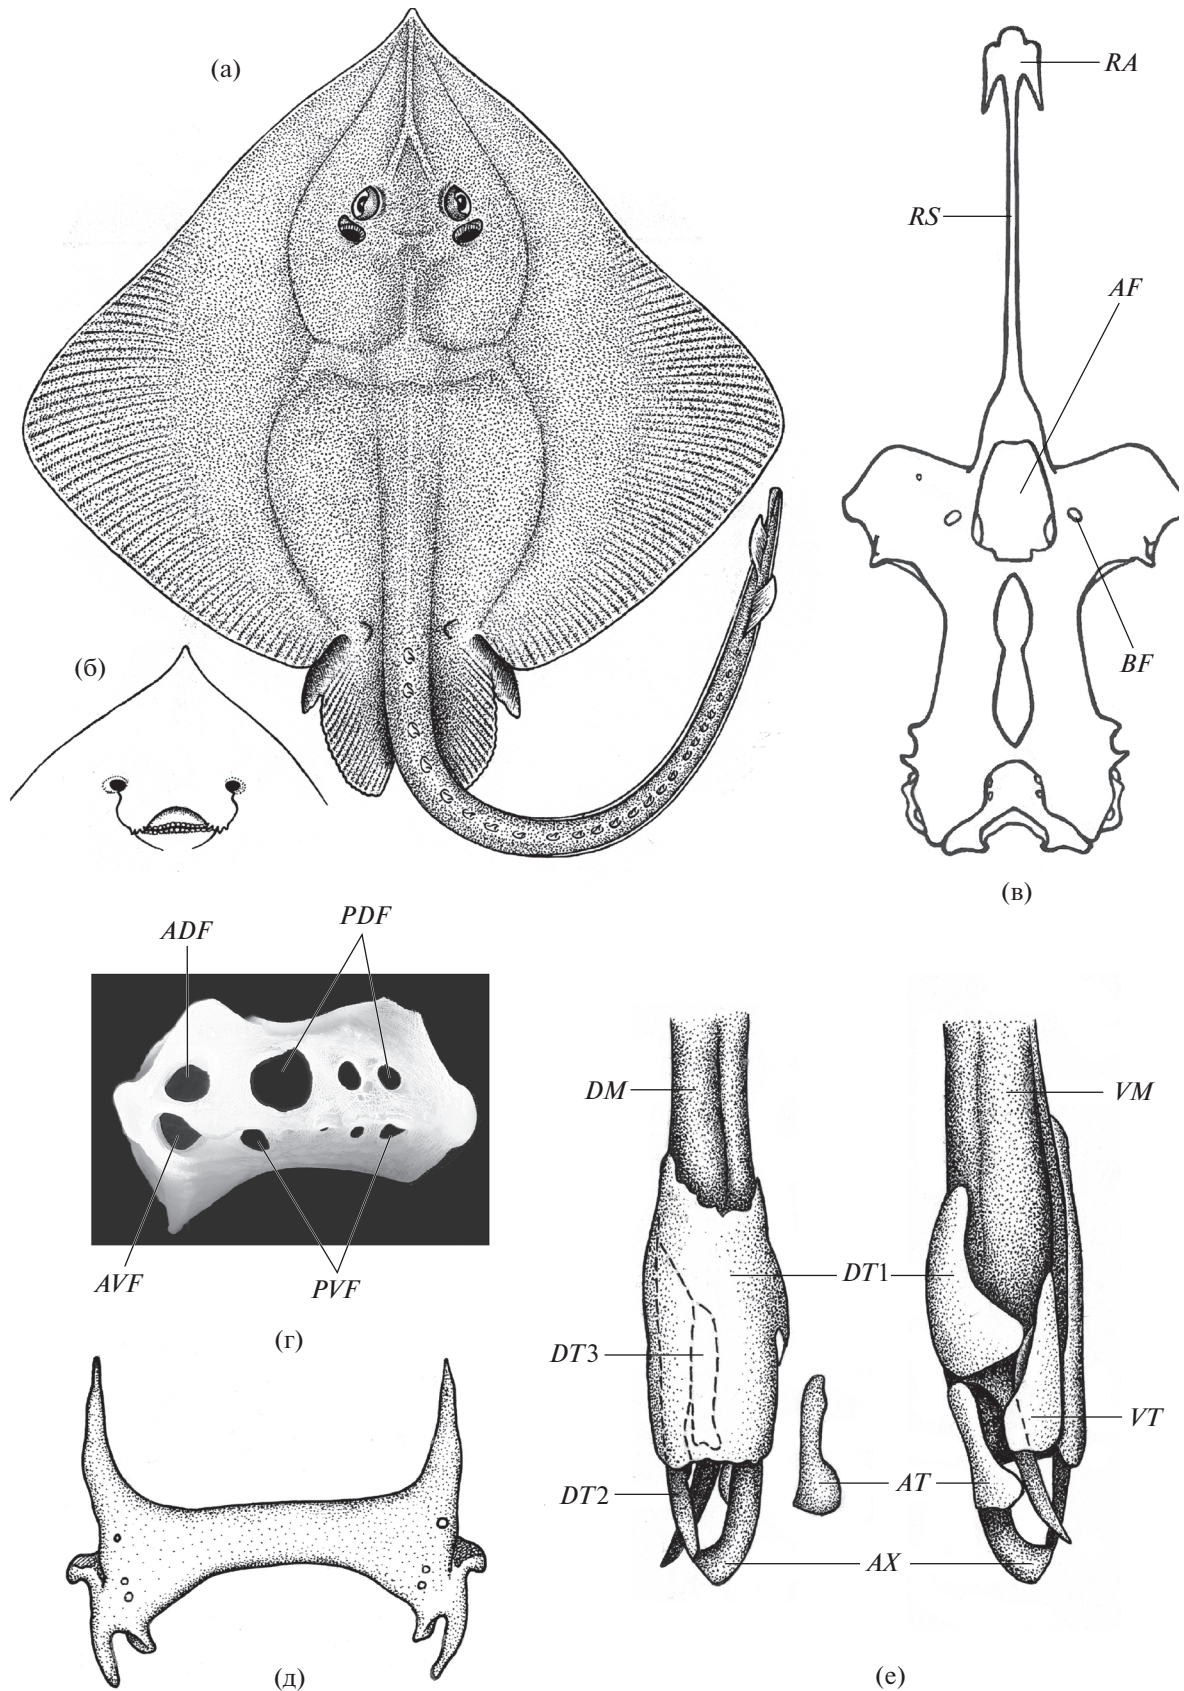 (а)
RA
RS
AF
(б)
BF
(в)
ADF
PDF
AVF
PVF
(г)
DM
VM
DT1
DT3
VT
AT
DT2
AX
(д)
(е)